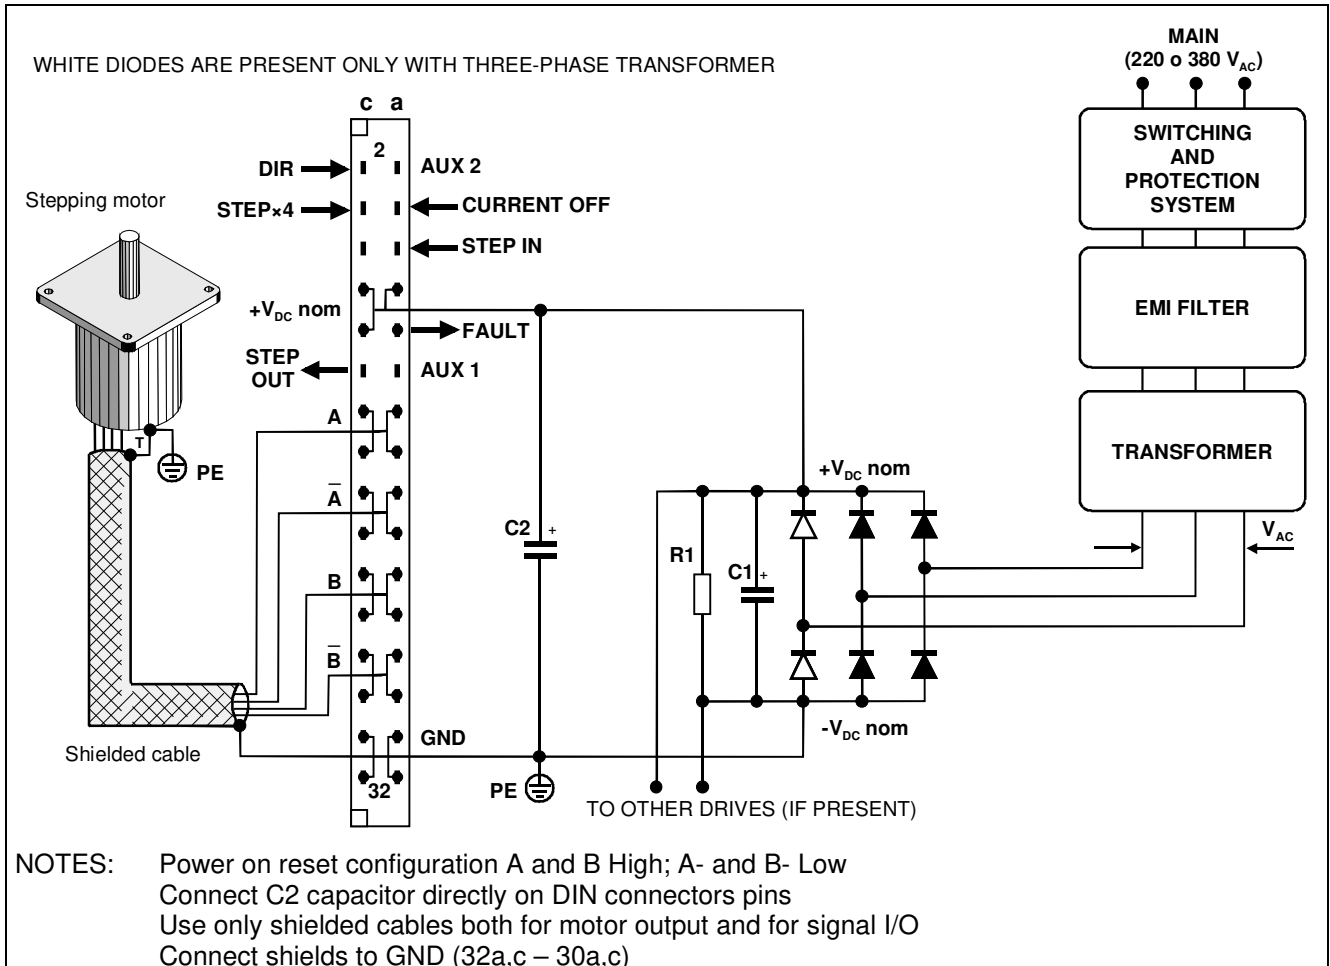 WHITE DIODES ARE PRESENT ONLY WITH THREE-PHASE TRANSFORMER
MAIN
(220 o 380 VAC)
SWITCHING
AND
PROTECTION
SYSTEM
EMI FILTER
TRANSFORMER
VAC
c a
2
DIR
AUX 2
STEP×4
CURRENT OFF
STEP IN
+VDC nom
FAULT
STEP
OUT
AUX 1
A
A̅
B
B̅
GND
32
Stepping motor
T
PE
Shielded cable
C2 +
PE
+VDC nom
R1
C1 +
-VDC nom
TO OTHER DRIVES (IF PRESENT)
NOTES: Power on reset configuration A and B High; A- and B- Low
Connect C2 capacitor directly on DIN connectors pins
Use only shielded cables both for motor output and for signal I/O
Connect shields to GND (32a,c – 30a,c)